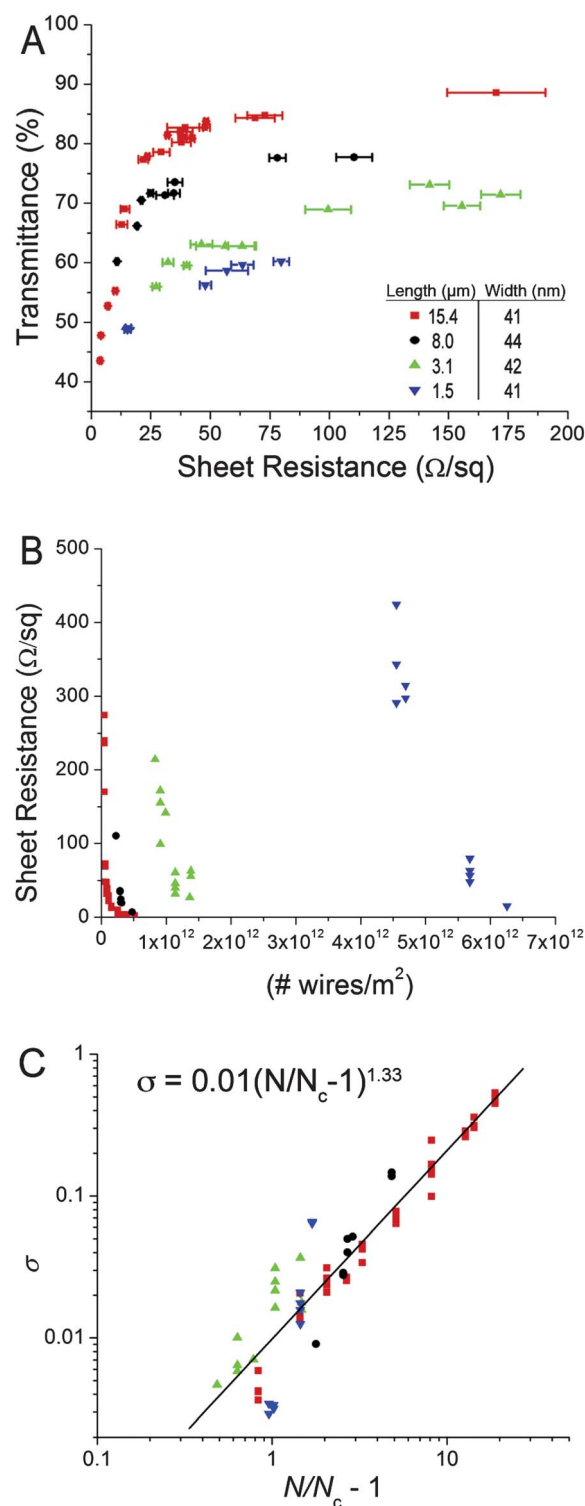 A
Transmittance (%)
100
90
80
70
60
50
40
0 25 50 75 100 125 150 175 200
Sheet Resistance (Ω/sq)
Length (μm) Width (nm)
15.4 41
8.0 44
3.1 42
1.5 41
B
Sheet Resistance (Ω/sq)
500
400
300
200
100
0
0 1x10¹² 2x10¹² 3x10¹² 4x10¹² 5x10¹² 6x10¹² 7x10¹²
(# wires/m²)
C
σ = 0.01(N/Nc-1)^1.33
σ
1
0.1
0.01
0.1 1 10
N/Nc - 1